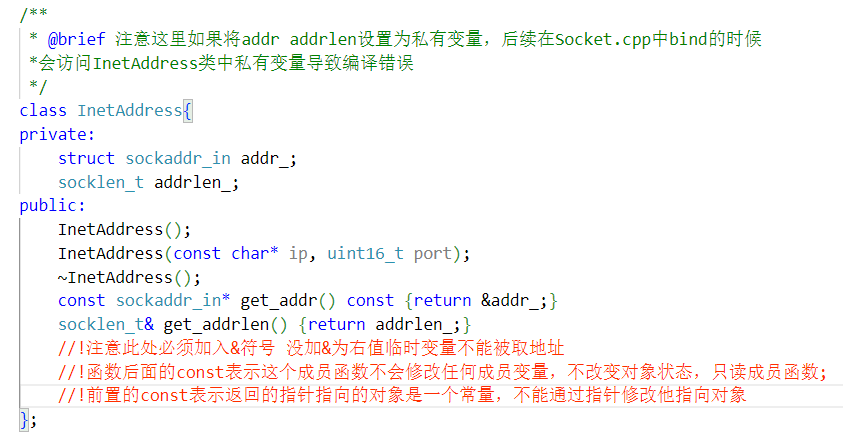 /**
 * @brief 注意这里如果将addr addrlen设置为私有变量，后续在Socket.cpp中bind的时候
*会访问InetAddress类中私有变量导致编译错误
 */
class InetAddress{
private:
    struct sockaddr_in addr_;
    socklen_t addrlen_;
public:
    InetAddress();
    InetAddress(const char* ip, uint16_t port);
    ~InetAddress();
    const sockaddr_in* get_addr() const {return &addr_;}
    socklen_t& get_addrlen() {return addrlen_;}
    //!注意此处必须加入&符号 没加&为右值临时变量不能被取地址
    //!函数后面的const表示这个成员函数不会修改任何成员变量，不改变对象状态，只读成员函数;
    //!前置的const表示返回的指针指向的对象是一个常量，不能通过指针修改他指向对象
};